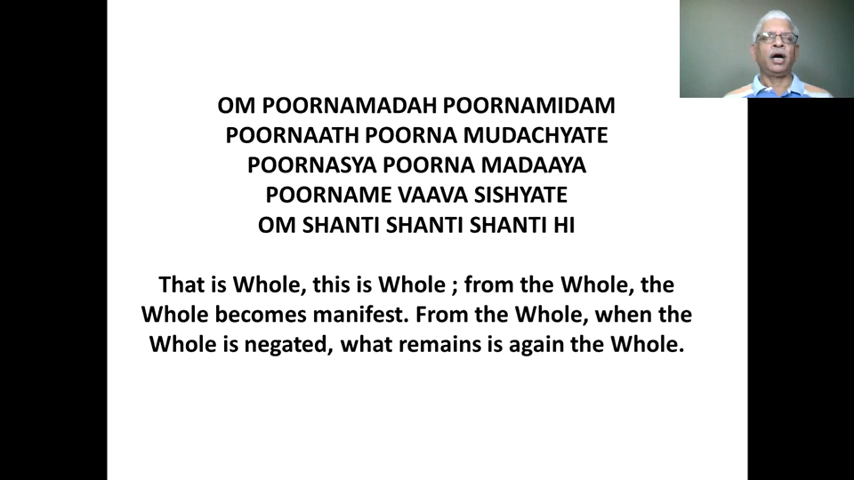 OM POORNAMADAH POORNAMIDAM
POORNAATH POORNA MUDACHYATE
POORNASYA POORNA MADAAYA
POORNAME VAAVA SISHYATE
OM SHANTI SHANTI SHANTI HI
That is Whole, this is Whole ; from the Whole, the
Whole becomes manifest. From the Whole, when the
Whole is negated, what remains is again the Whole.